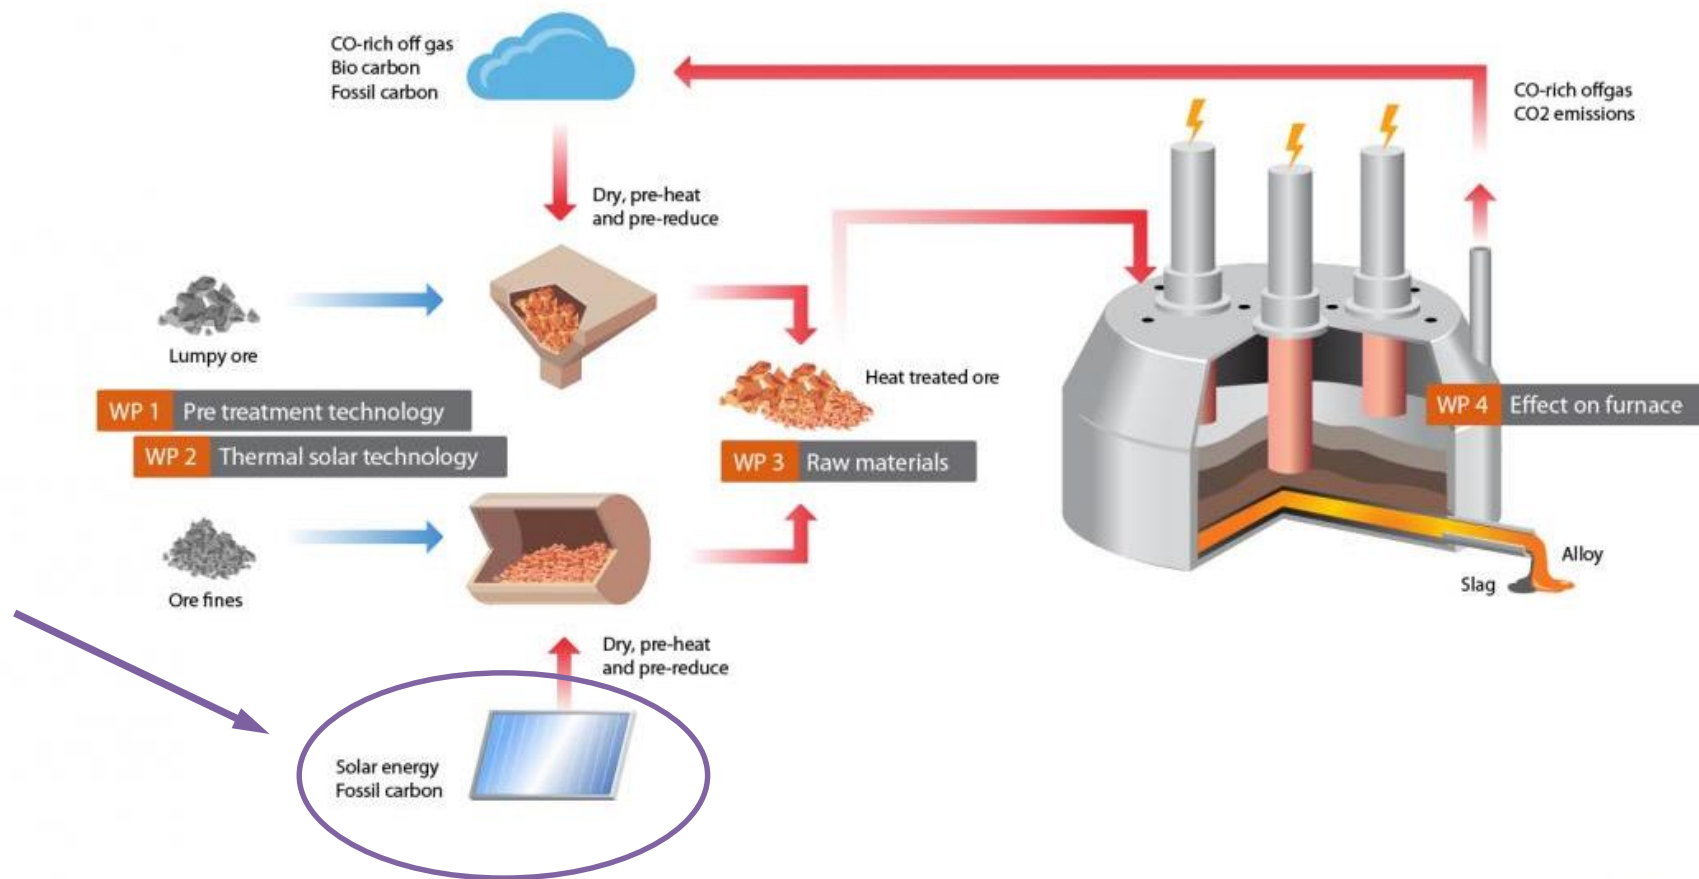 CO-rich off gas
Bio carbon
Fossil carbon
CO-rich offgas
CO2 emissions
Dry, pre-heat
and pre-reduce
Lumpy ore
Heat treated ore
WP 1 Pre treatment technology
WP 2 Thermal solar technology
WP 3 Raw materials
WP 4 Effect on furnace
Ore fines
Alloy
Slag
Dry, pre-heat
and pre-reduce
Solar energy
Fossil carbon